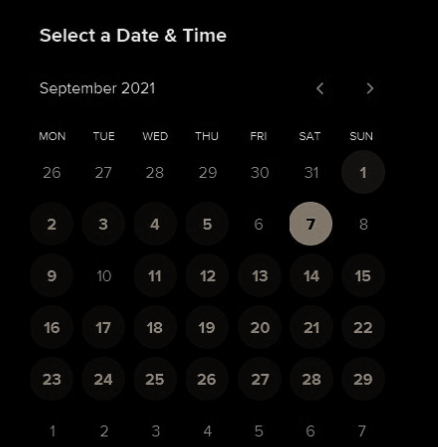 Select a Date & Time
September 2021
MON TUE WED THU FRI SAT SUN
26 27 28 29 30 31 1
2 3 4 5 6 7 8
9 10 11 12 13 14 15
16 17 18 19 20 21 22
23 24 25 26 27 28 29
1 2 3 4 5 6 7